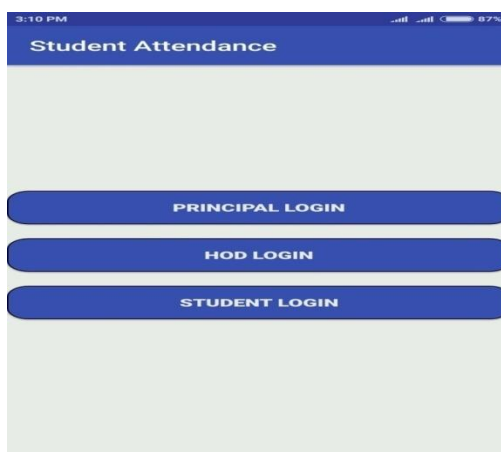 3:10 PM 87%
Student Attendance
PRINCIPAL LOGIN
HOD LOGIN
STUDENT LOGIN